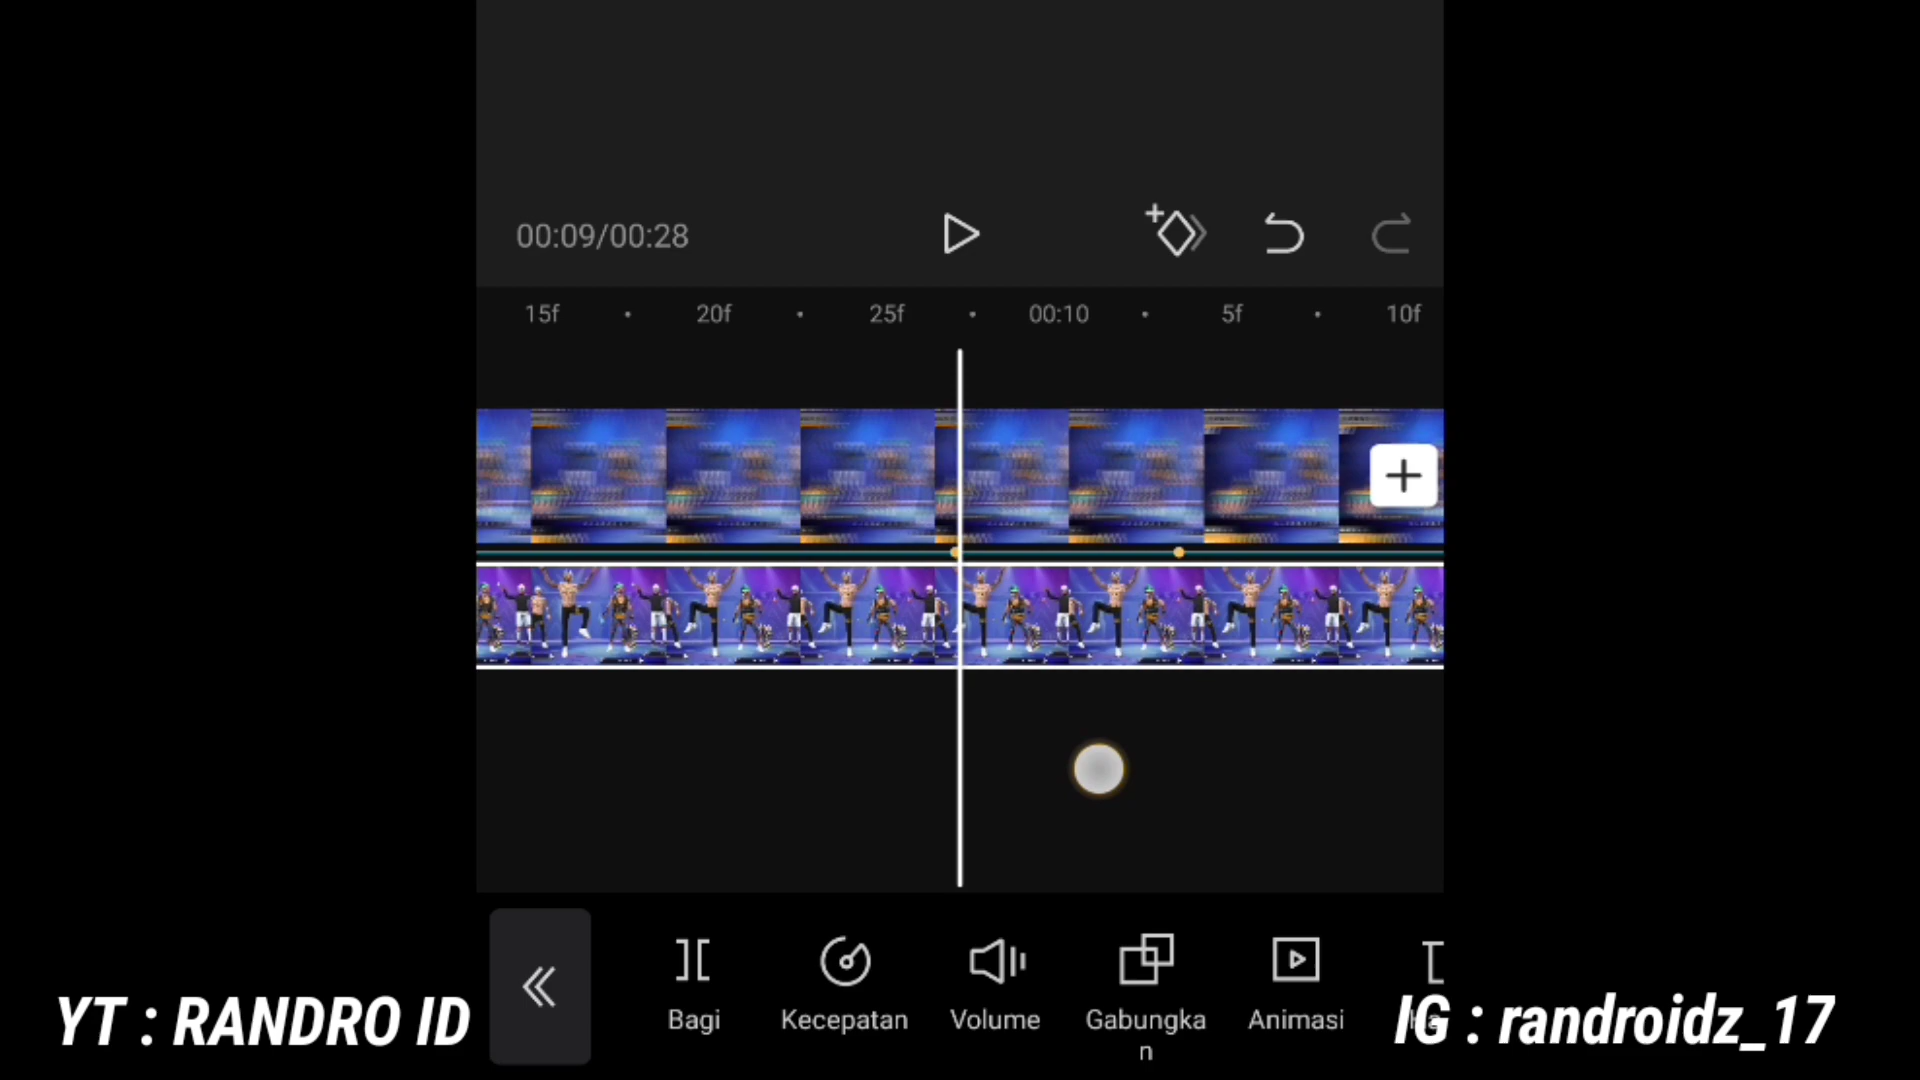 00:09/00:28
15f 20f 25f 00:10 5f 10f
Bagi Kecepatan Volume Gabungka
n Animasi
YT : RANDRO ID
IG : randroidz_17